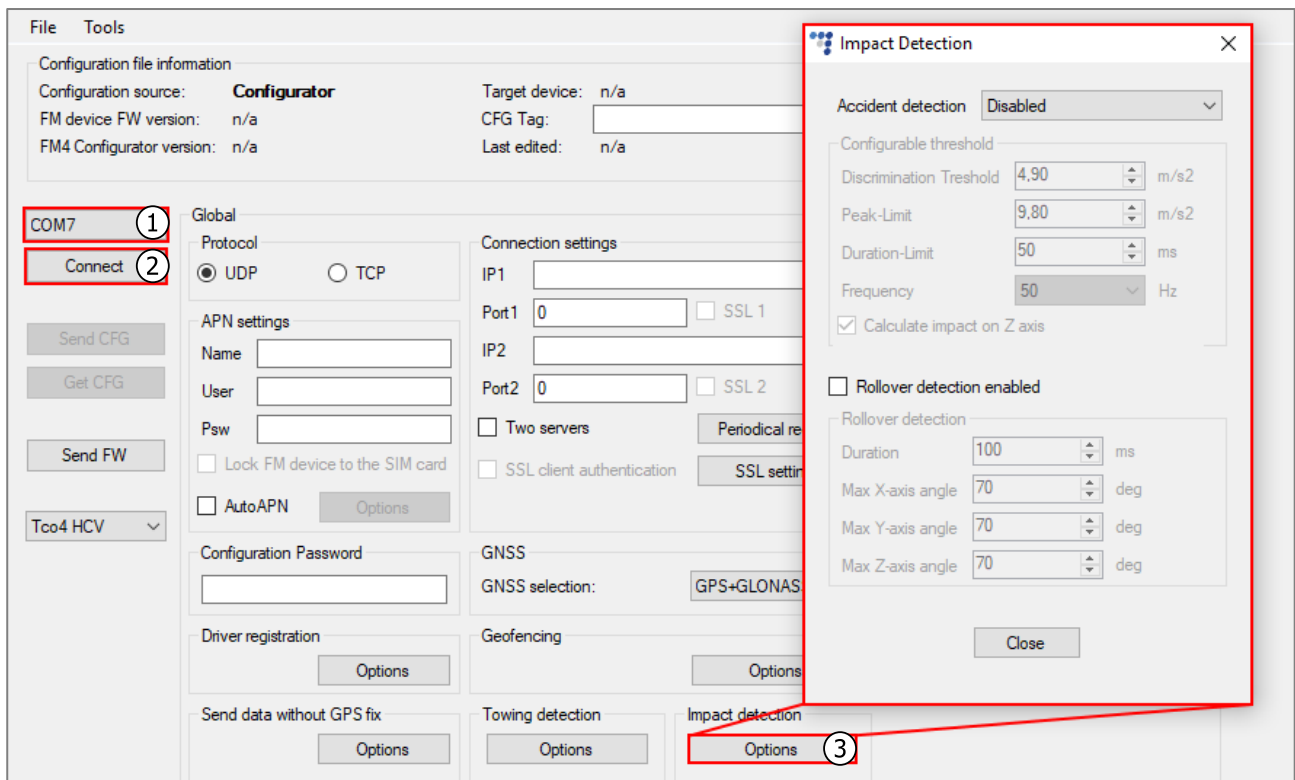 File Tools
Configuration file information
Configuration source: Configurator Target device: n/a
FM device FW version: n/a CFG Tag:
FM4 Configurator version: n/a Last edited: n/a
COM7 1
Connect 2
Send CFG
Get CFG
Send FW
Tco4 HCV
Global
Protocol
UDP TCP
APN settings
Name
User
Psw
Lock FM device to the SIM card
AutoAPN Options
Connection settings
IP1
Port1 0 SSL 1
IP2
Port2 0 SSL 2
Two servers Periodical re
SSL client authentication SSL settin
Configuration Password
GNSS
GNSS selection: GPS+GLONAS
Driver registration
Options
Geofencing
Options
Send data without GPS fix
Options
Towing detection
Options
Impact detection
Options 3
Impact Detection
Accident detection Disabled
Configurable threshold
Discrimination Treshold 4,90 m/s2
Peak-Limit 9,80 m/s2
Duration-Limit 50 ms
Frequency 50 Hz
Calculate impact on Z axis
Rollover detection enabled
Rollover detection
Duration 100 ms
Max X-axis angle 70 deg
Max Y-axis angle 70 deg
Max Z-axis angle 70 deg
Close